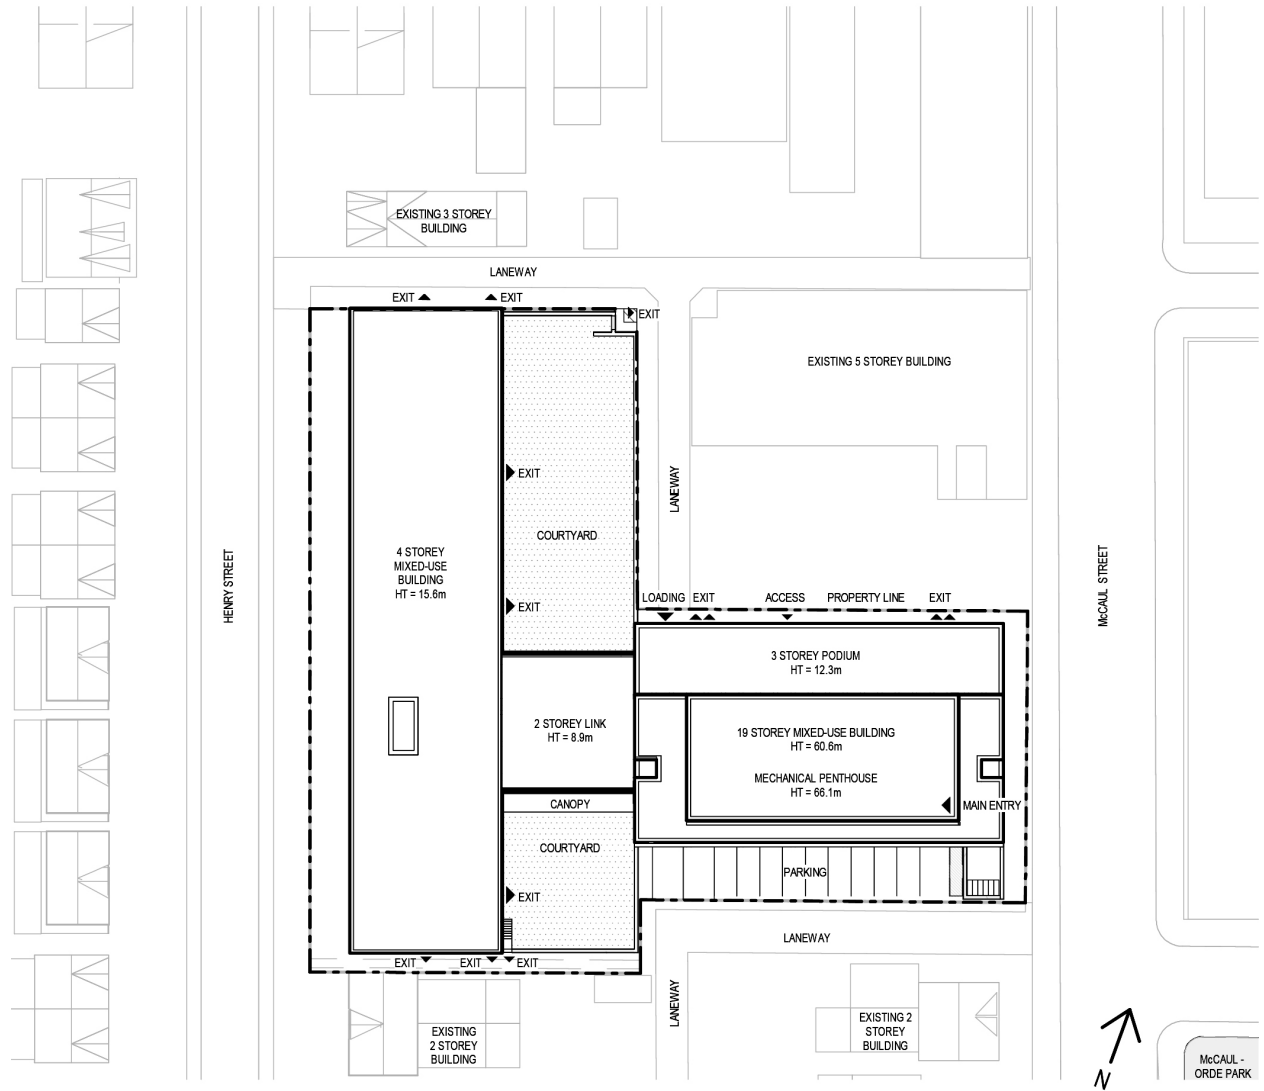 EXISTING 3 STOREY
BUILDING
LANEWAY
EXIT
EXIT
EXIT
EXISTING 5 STOREY BUILDING
EXIT
LANEWAY
COURTYARD
4 STOREY
MIXED-USE
BUILDING
HT = 15.6m
HENRY STREET
McCAUL STREET
EXIT
LOADING
EXIT
ACCESS
PROPERTY LINE
EXIT
3 STOREY PODIUM
HT = 12.3m
2 STOREY LINK
HT = 8.9m
19 STOREY MIXED-USE BUILDING
HT = 60.6m
MECHANICAL PENTHOUSE
HT = 66.1m
CANOPY
MAIN ENTRY
COURTYARD
PARKING
EXIT
LANEWAY
EXIT
EXIT
EXIT
LANEWAY
EXISTING
2 STOREY
BUILDING
EXISTING 2
STOREY
BUILDING
N
McCAUL -
ORDE PARK